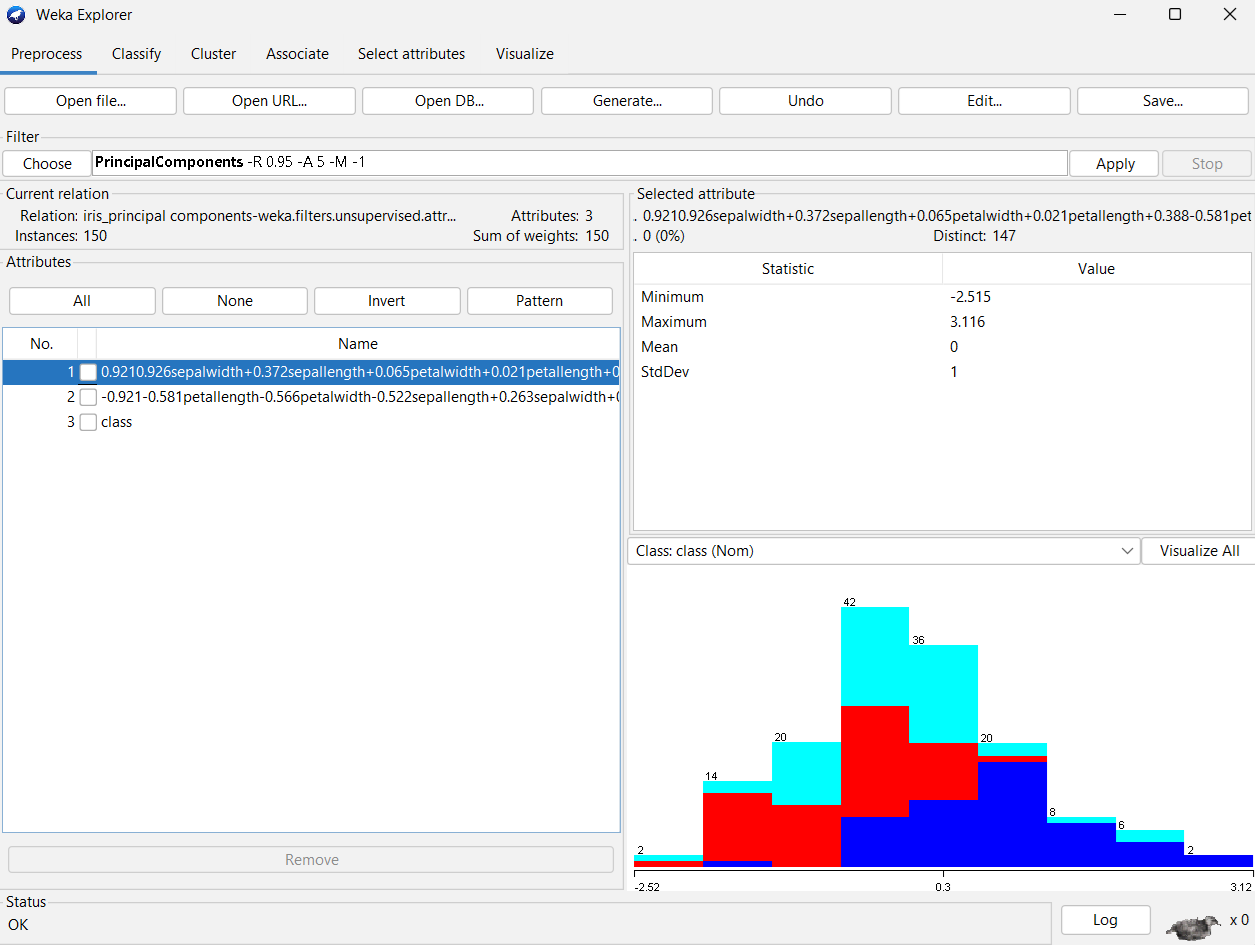 Weka Explorer
Preprocess Classify Cluster Associate Select attributes Visualize
Open file... Open URL... Open DB... Generate... Undo Edit... Save...
Filter
Choose PrincipalComponents -R 0.95 -A 5 -M -1 Apply Stop
Current relation
Relation: iris_principal components-weka.filters.unsupervised.attr... Attributes: 3
Instances: 150 Sum of weights: 150
Attributes
All None Invert Pattern
No. Name
1 0.9210.926sepalwidth+0.372sepallength+0.065petalwidth+0.021petallength+0
2 -0.921-0.581petallength-0.566petalwidth-0.522sepallength+0.263sepalwidth+0
3 class
Remove
Selected attribute
. 0.9210.926sepalwidth+0.372sepallength+0.065petalwidth+0.021petallength+0.388-0.581pet
. 0 (0%) Distinct: 147
Statistic Value
Minimum -2.515
Maximum 3.116
Mean 0
StdDev 1
Class: class (Nom) Visualize All
42
36
20 20
14
8
6
2 2
-2.52 0.3 3.12
Status
OK
Log x 0